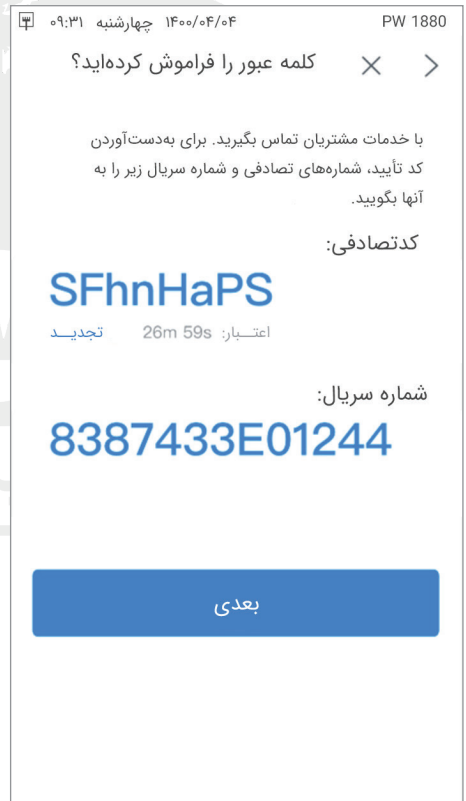 ۰۹:۳۱ چهارشنبه ۱۴۰۰/۰۴/۰۴ PW 1880
کلمه عبور را فراموش کرده‌اید؟
با خدمات مشتریان تماس بگیرید. برای به‌دست‌آوردن
کد تأیید، شماره‌های تصادفی و شماره سریال زیر را به
آنها بگویید.
کدتصادفی:
SFhnHaPS
اعتــبار: 26m 59s تجدیــد
شماره سریال:
8387433E01244
بعدی